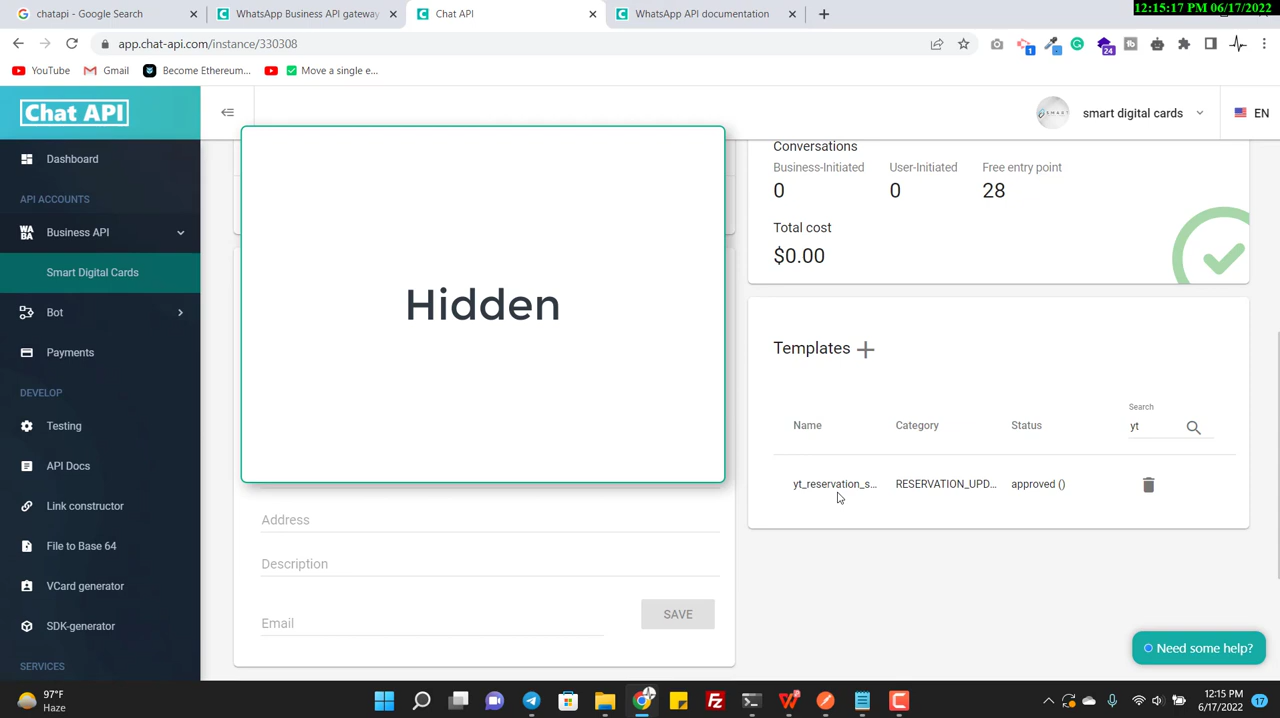 12:15:17 PM 06/17/2022
chatapi - Google Search
WhatsApp Business API gateway
Chat API
WhatsApp API documentation
app.chat-api.com/instance/330308
1
24
YouTube
Gmail
Become Ethereum...
Move a single e...
Chat API
smart digital cards
EN
Dashboard
API ACCOUNTS
WABA
Business API
Smart Digital Cards
Bot
Payments
DEVELOP
Testing
API Docs
Link constructor
File to Base 64
VCard generator
SDK-generator
SERVICES
Hidden
Address
Description
Email
SAVE
Conversations
Business-Initiated User-Initiated Free entry point
0 0 28
Total cost
$0.00
Templates +
Search
Name Category Status yt
yt_reservation_s... RESERVATION_UPD... approved ()
Need some help?
97°F
Haze
12:15 PM
6/17/2022
17